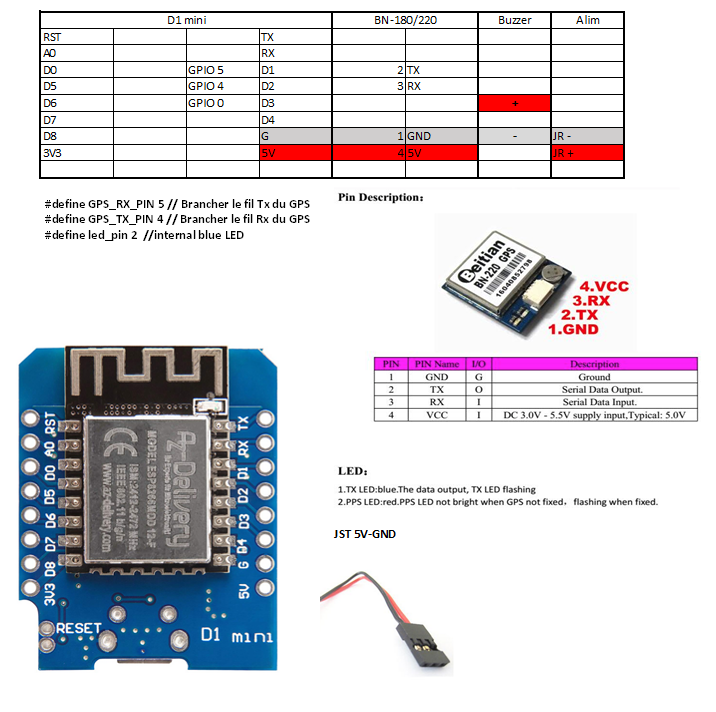 D1 mini BN-180/220 Buzzer Alim
RST TX
A0 RX
D0 GPIO 5 D1 2 TX
D5 GPIO 4 D2 3 RX
D6 GPIO 0 D3 +
D7 D4
D8 G 1 GND - JR -
3V3 5V 4 5V JR +
#define GPS_RX_PIN 5 // Brancher le fil Tx du GPS
#define GPS_TX_PIN 4 // Brancher le fil Rx du GPS
#define led_pin 2 //internal blue LED
Pin Description:
Beitian
BN-220 GPS
16040852798
4.VCC
3.RX
2.TX
1.GND
PIN PIN Name I/O Description
1 GND G Ground
2 TX O Serial Data Output.
3 RX I Serial Data Input.
4 VCC I DC 3.0V - 5.5V supply input,Typical: 5.0V
LED:
1.TX LED:blue.The data output, TX LED flashing
2.PPS LED:red.PPS LED not bright when GPS not fixed, flashing when fixed.
JST 5V-GND
RST
A0
D0
D5
D6
D7
D8
3V3
Az-Delivery
MODEL ESP8266MOD 12-F
ISM:2412-2472 MHz
IEEE 802.11 b/g/n
www.az-delivery.com
CE
TX
RX
D1
D2
D3
D4
G
5V
RESET
D1 mini